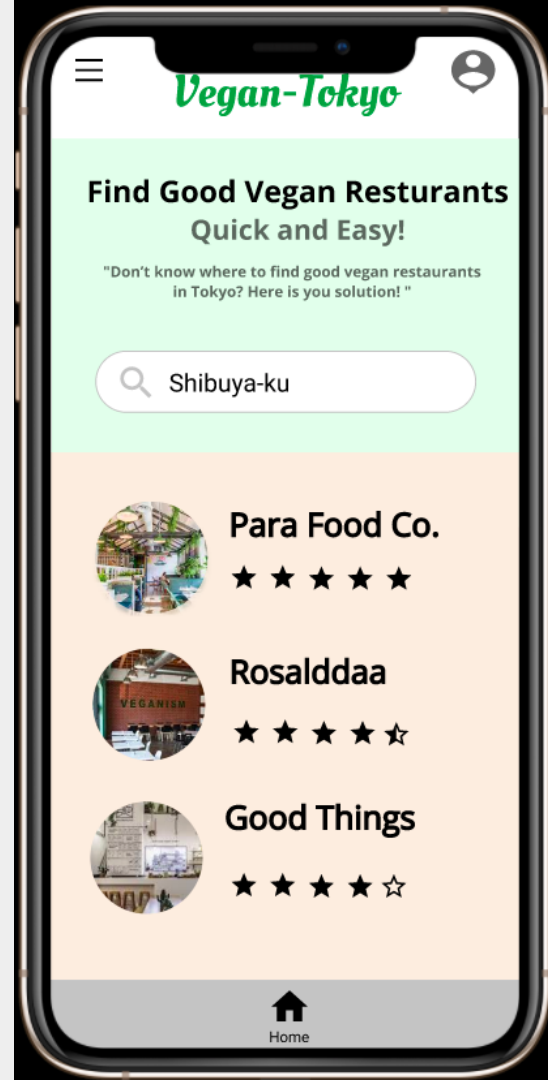 Vegan-Tokyo
Find Good Vegan Resturants
Quick and Easy!
"Don't know where to find good vegan restaurants
in Tokyo? Here is you solution! "
Shibuya-ku
Para Food Co.
Rosalddaa
VEGANISM
Good Things
Home